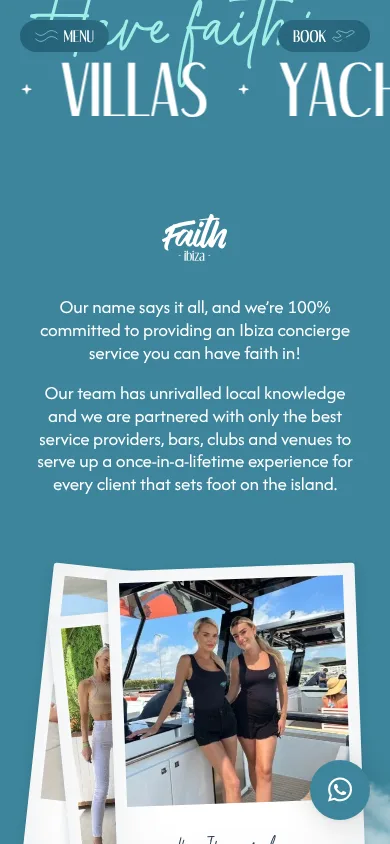 Have faith
MENU
BOOK
VILLAS
YACH
Faith
- ibiza -
Our name says it all, and we're 100%
committed to providing an Ibiza concierge
service you can have faith in!
Our team has unrivalled local knowledge
and we are partnered with only the best
service providers, bars, clubs and venues to
serve up a once-in-a-lifetime experience for
every client that sets foot on the island.